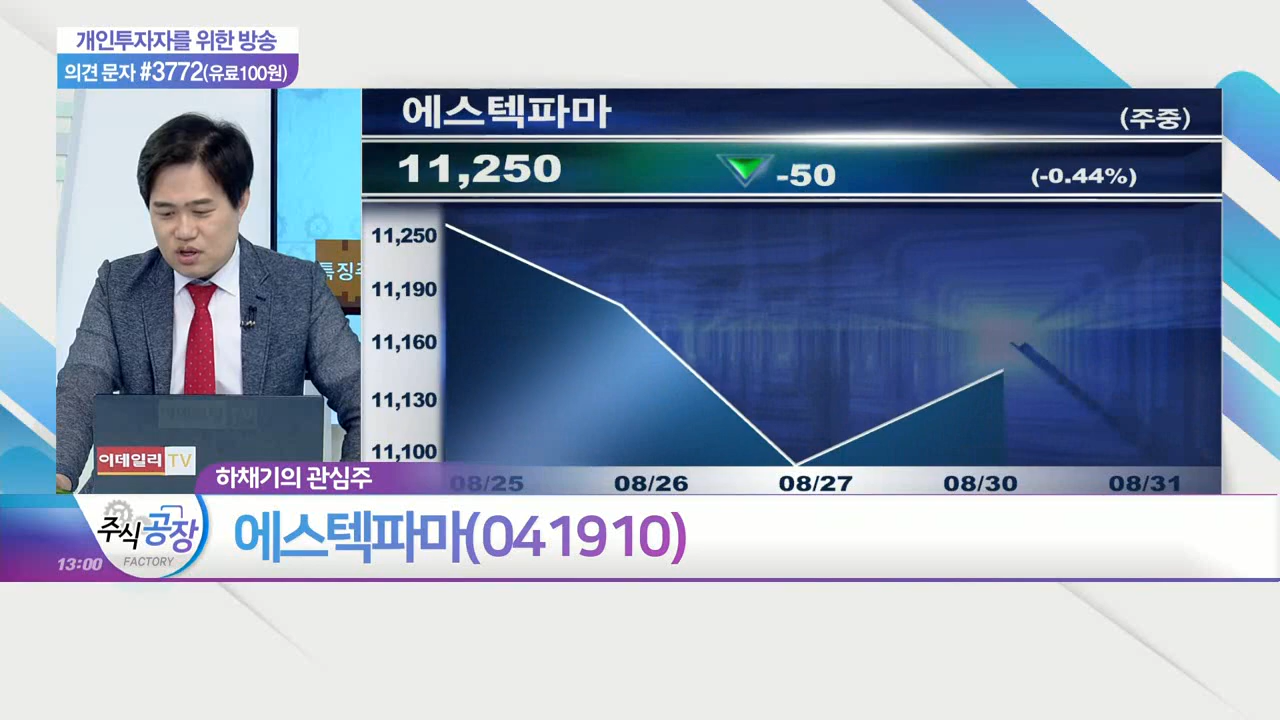 개인투자자를 위한 방송
의견 문자 #3772(유료100원)
에스텍파마
(주중)
11,250
-50
(-0.44%)
특징주
11,250
11,190
11,160
11,130
11,100
08/25
08/26
08/27
08/30
08/31
이데일리TV
하채기의 관심주
주식공장
FACTORY
에스텍파마(041910)
13:00